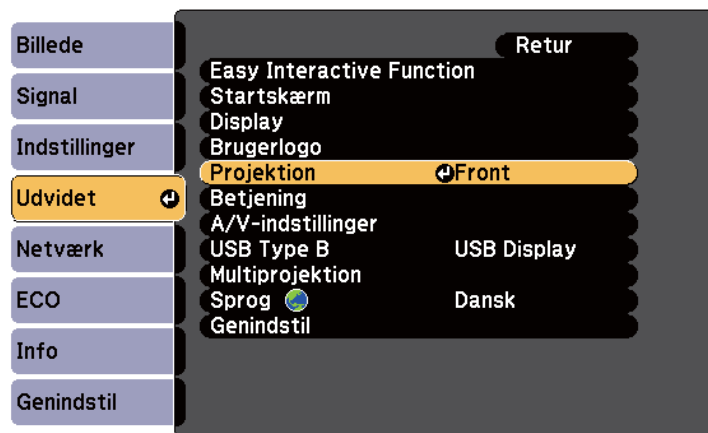 Billede
Signal
Indstillinger
Udvidet
Netværk
ECO
Info
Genindstil
Retur
Easy Interactive Function
Startskærm
Display
Brugerlogo
Projektion Front
Betjening
A/V-indstillinger
USB Type B USB Display
Multiprojektion
Sprog Dansk
Genindstil